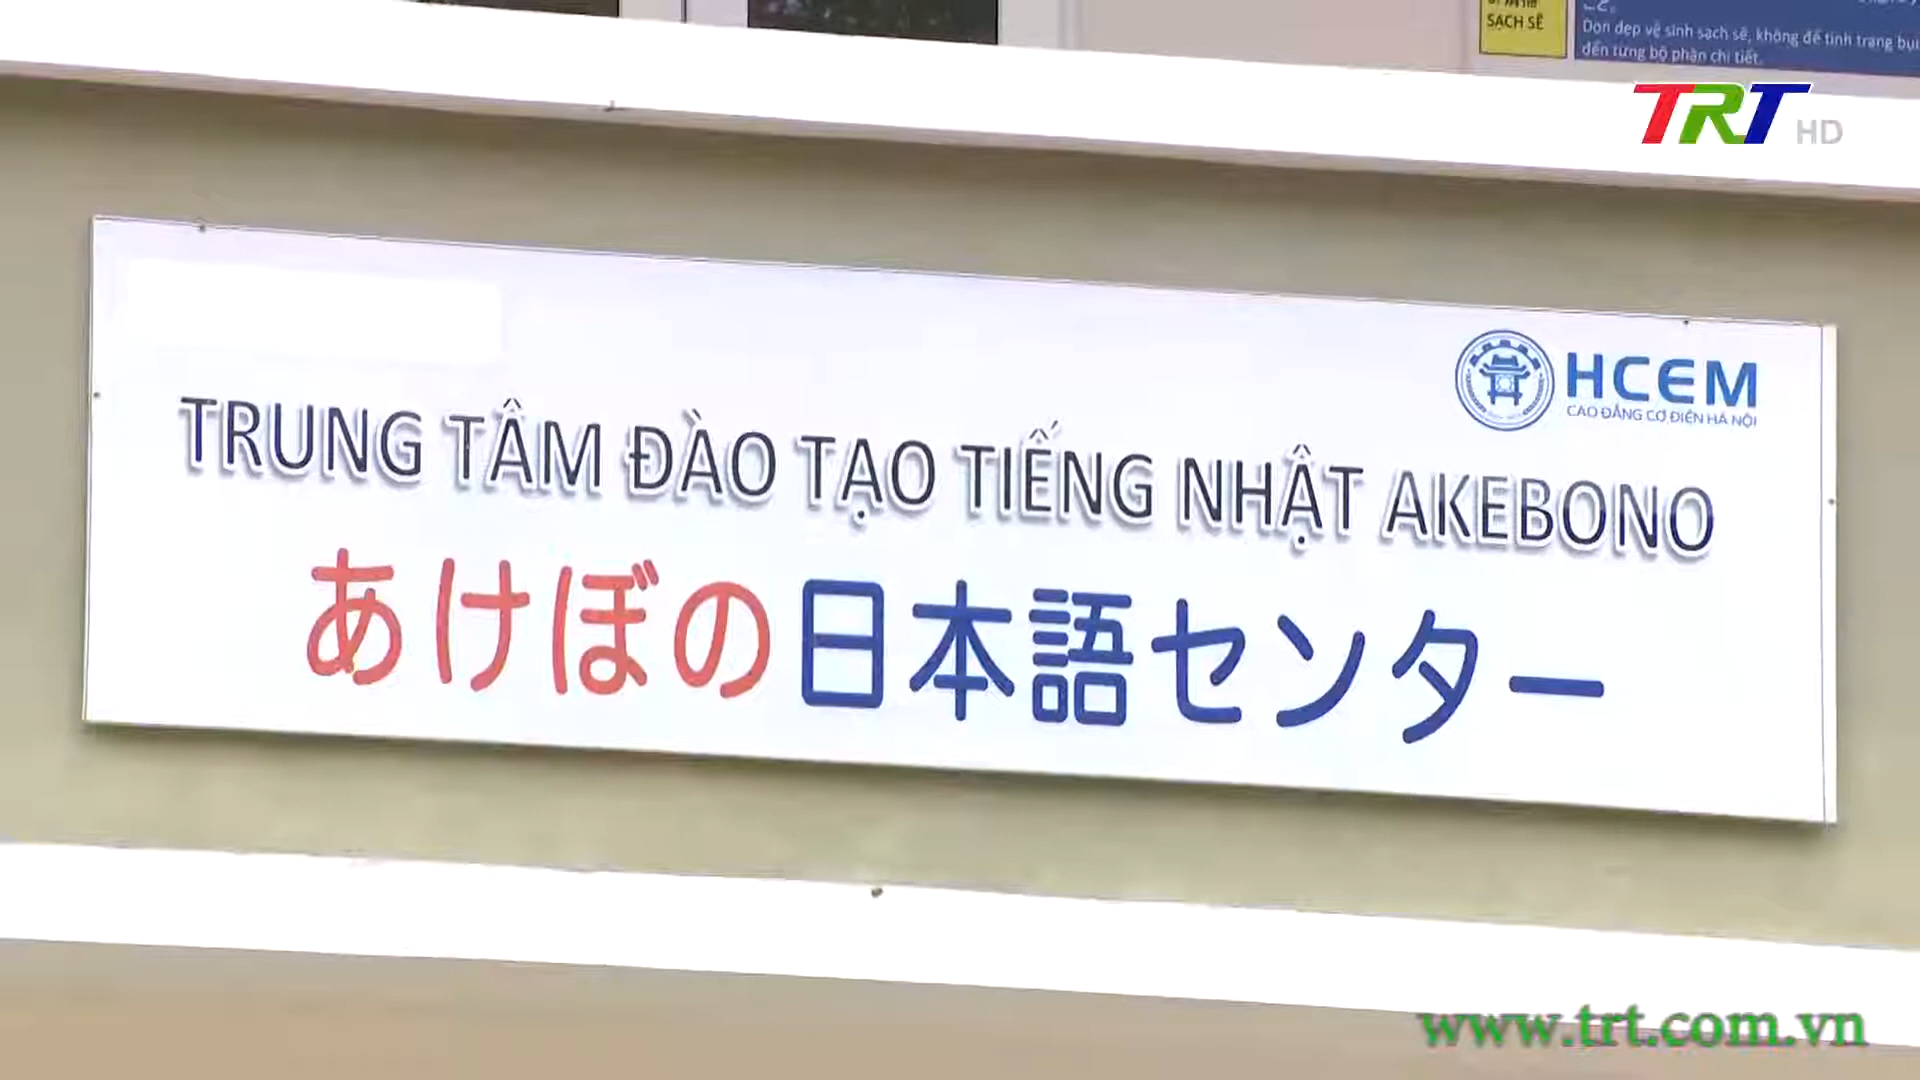 SẠCH SẼ
Dọn dẹp vệ sinh sạch sẽ, không để tình trạng bụi
đến từng bộ phận chi tiết.
TRT HD
HCEM
CAO ĐẲNG CƠ ĐIỆN HÀ NỘI
TRUNG TÂM ĐÀO TẠO TIẾNG NHẬT AKEBONO
あけぼの日本語センター
www.trt.com.vn